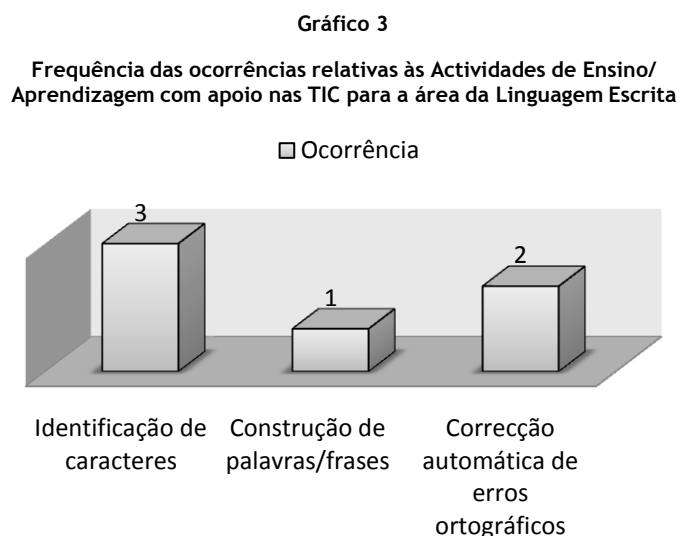 Gráfico 3
Frequência das ocorrências relativas às Actividades de Ensino/
Aprendizagem com apoio nas TIC para a área da Linguagem Escrita
Ocorrência
3
1
2
Identificação de
caracteres
Construção de
palavras/frases
Correcção
automática de
erros
ortográficos